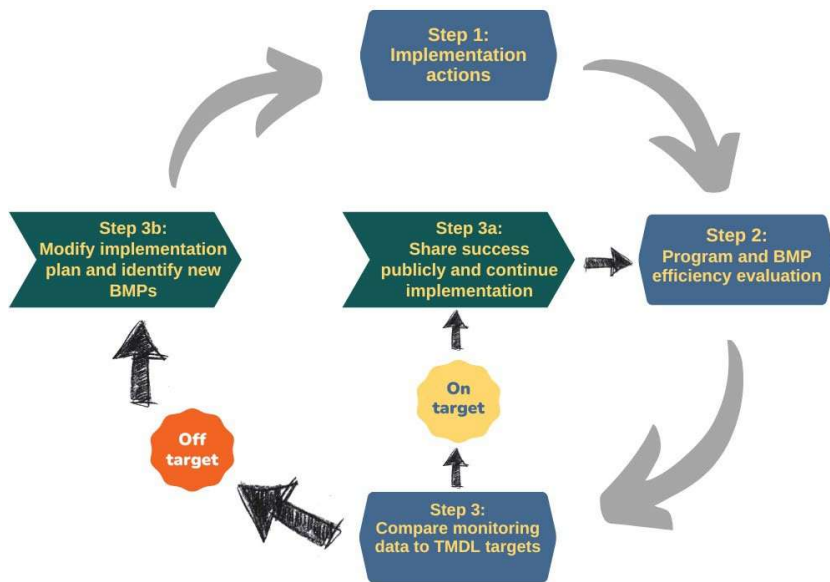 Step 1:
Implementation
actions
Step 3b:
Modify implementation
plan and identify new
BMPs
Step 3a:
Share success
publicly and continue
implementation
Step 2:
Program and BMP
efficiency evaluation
On
target
Off
target
Step 3:
Compare monitoring
data to TMDL targets